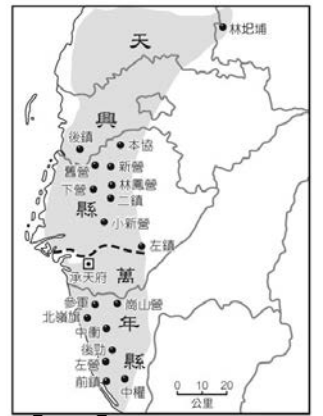 天
林圯埔
興
後鎮
本協
舊營
新營
下營
林鳳營
二鎮
縣
小新營
左鎮
承天府
萬
參軍
崗山營
北嶺旗
年
中衝
後勁
縣
左營
前鎮
中權
0 10 20
公里